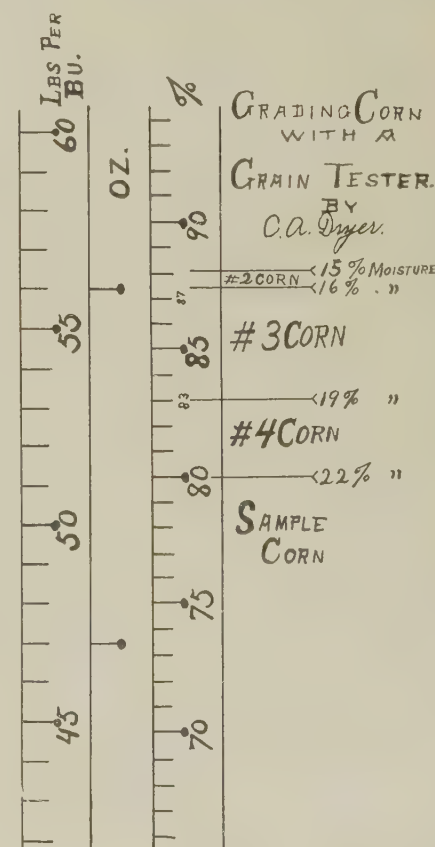 LBS PER
BU.
60
55
50
45
OZ.
%
90
87
85
83
80
75
70
GRADING CORN
WITH A
GRAIN TESTER.
BY
C.A. Dryer.
15% MOISTURE
#2 CORN
16% . "
#3 CORN
19% "
#4 CORN
22% "
SAMPLE
CORN